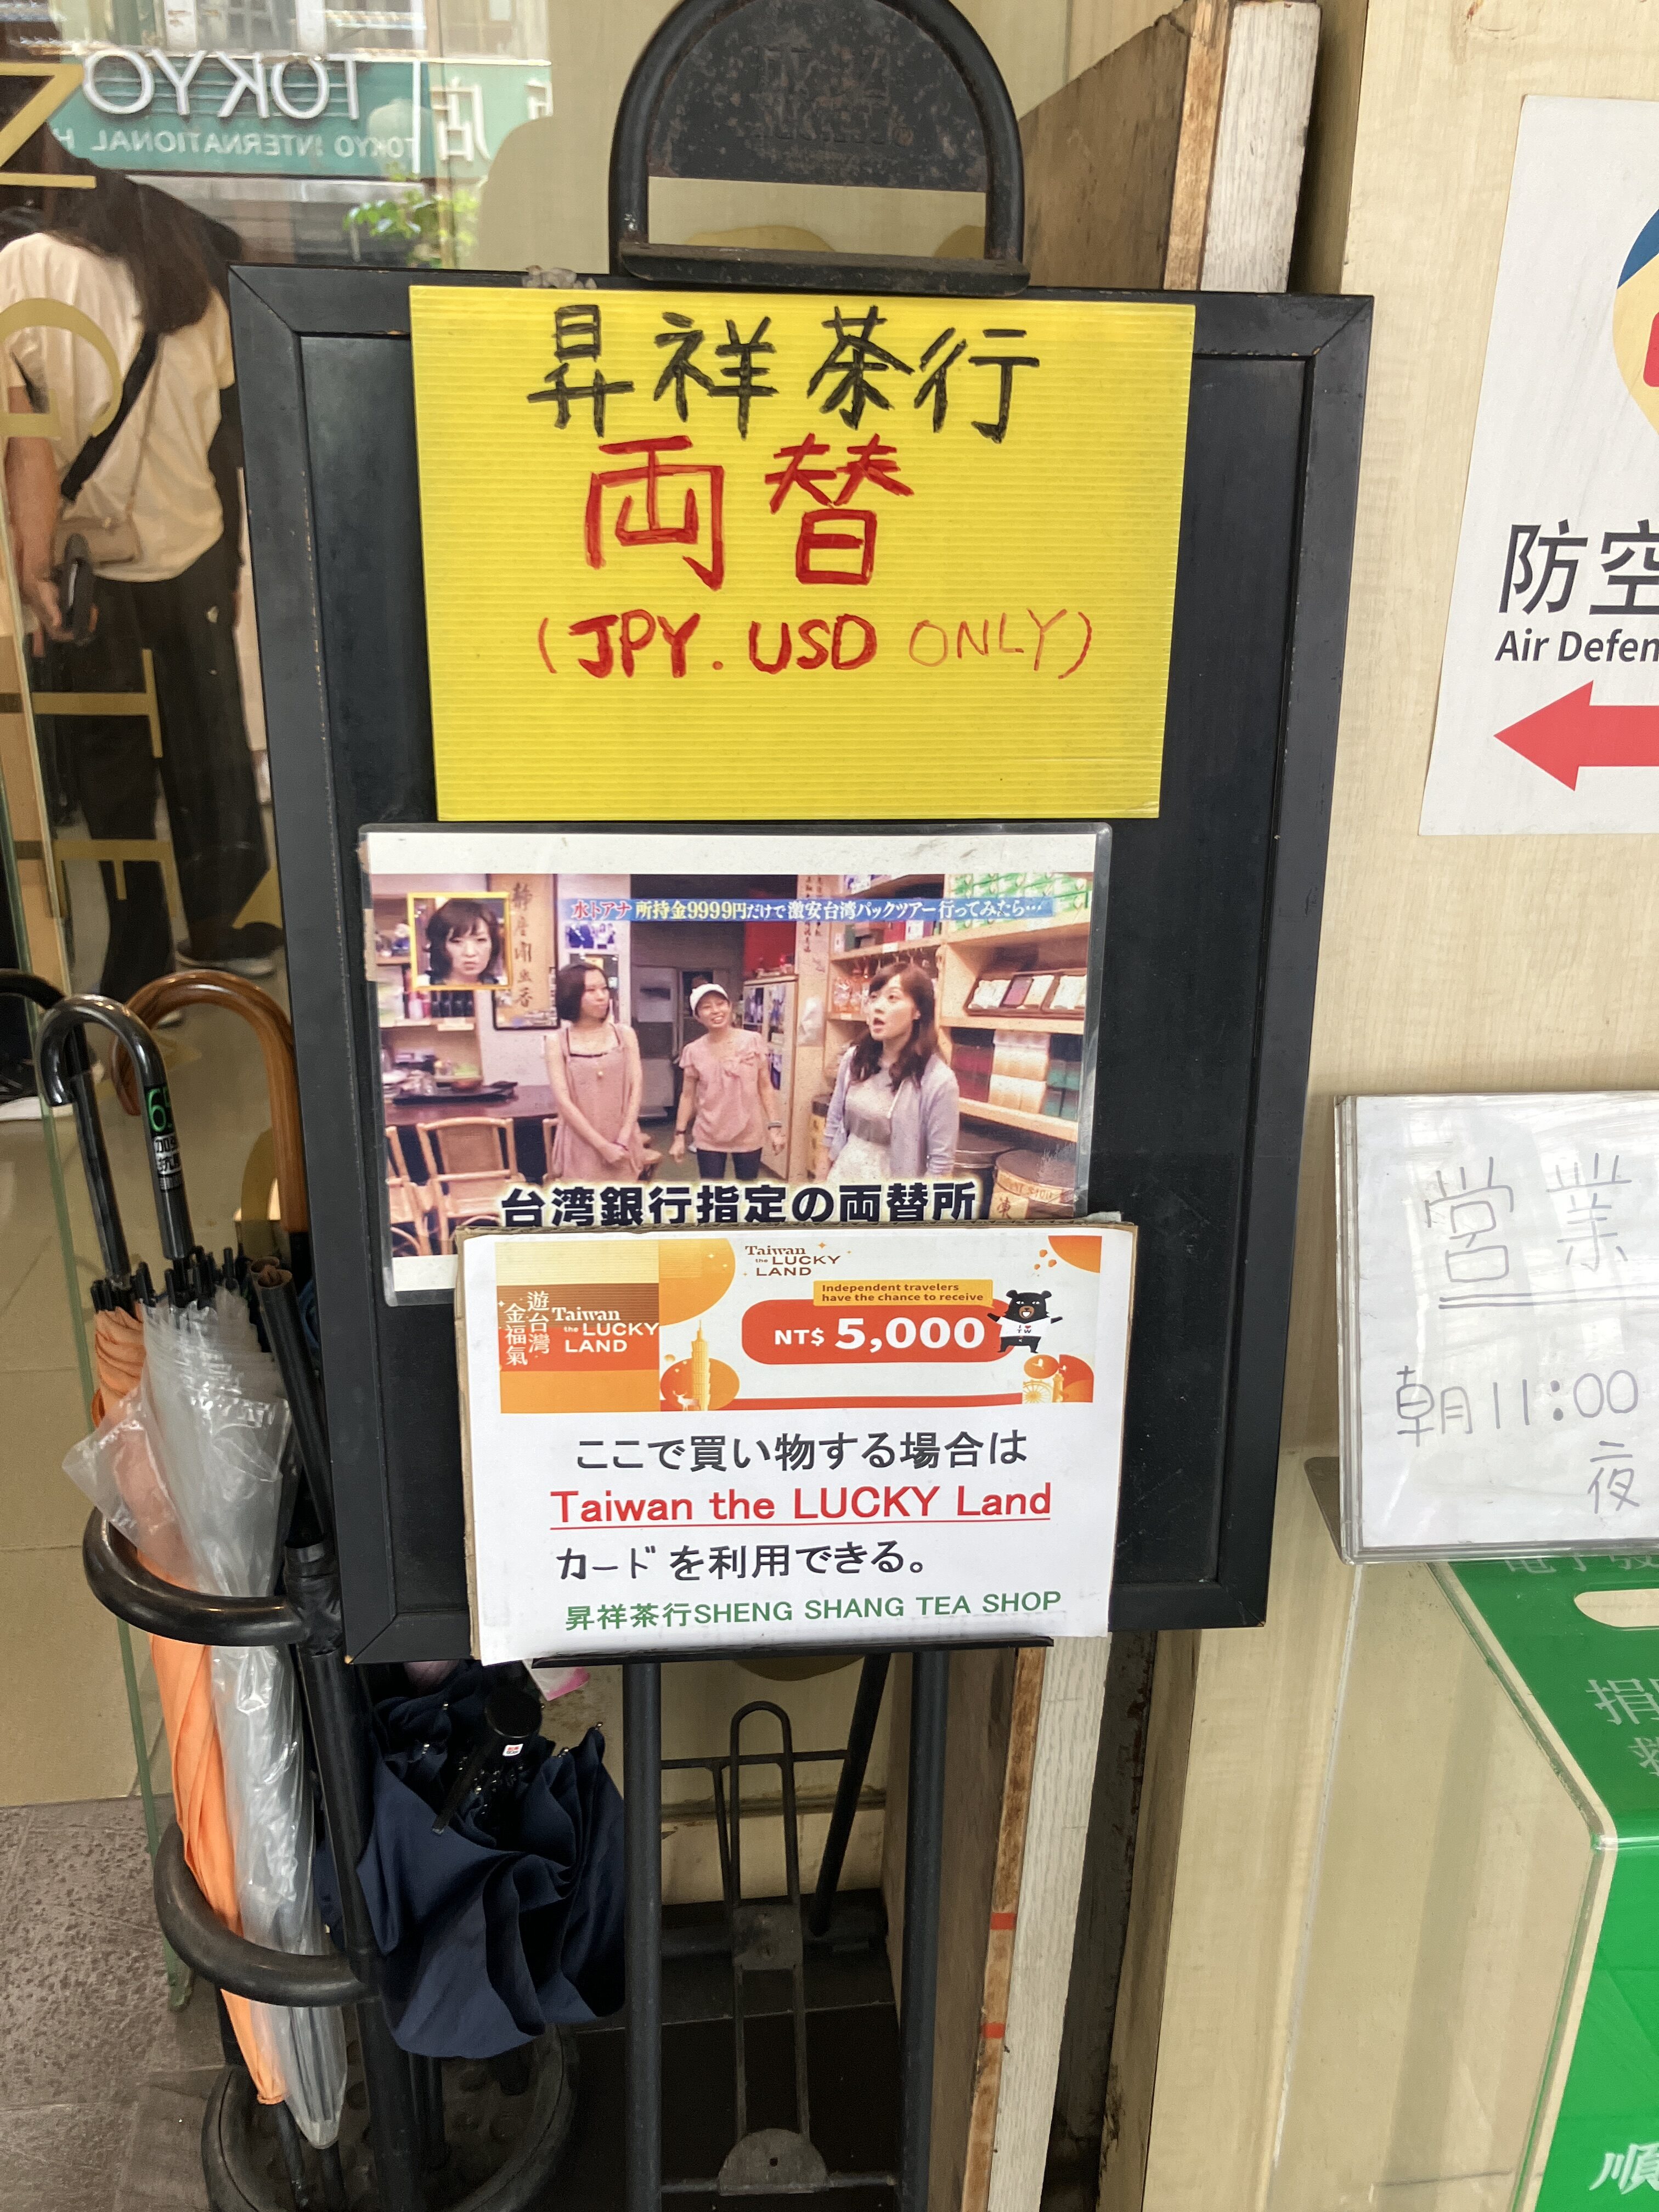 TOKYO
TOKYO INTERNATIONAL H
店
昇祥茶行
両替
(JPY. USD ONLY)
水トアナ 所持金9999円だけで激安台湾パックツアー行ってみたら…
台湾銀行指定の両替所
Taiwan
the LUCKY
LAND
Independent travelers
have the chance to receive
NT$ 5,000
遊台灣
金福氣
Taiwan
the LUCKY
LAND
ここで買い物する場合は
Taiwan the LUCKY Land
カードを利用できる。
昇祥茶行SHENG SHANG TEA SHOP
防空
Air Defen
営業
朝11:00
夜
捐
順